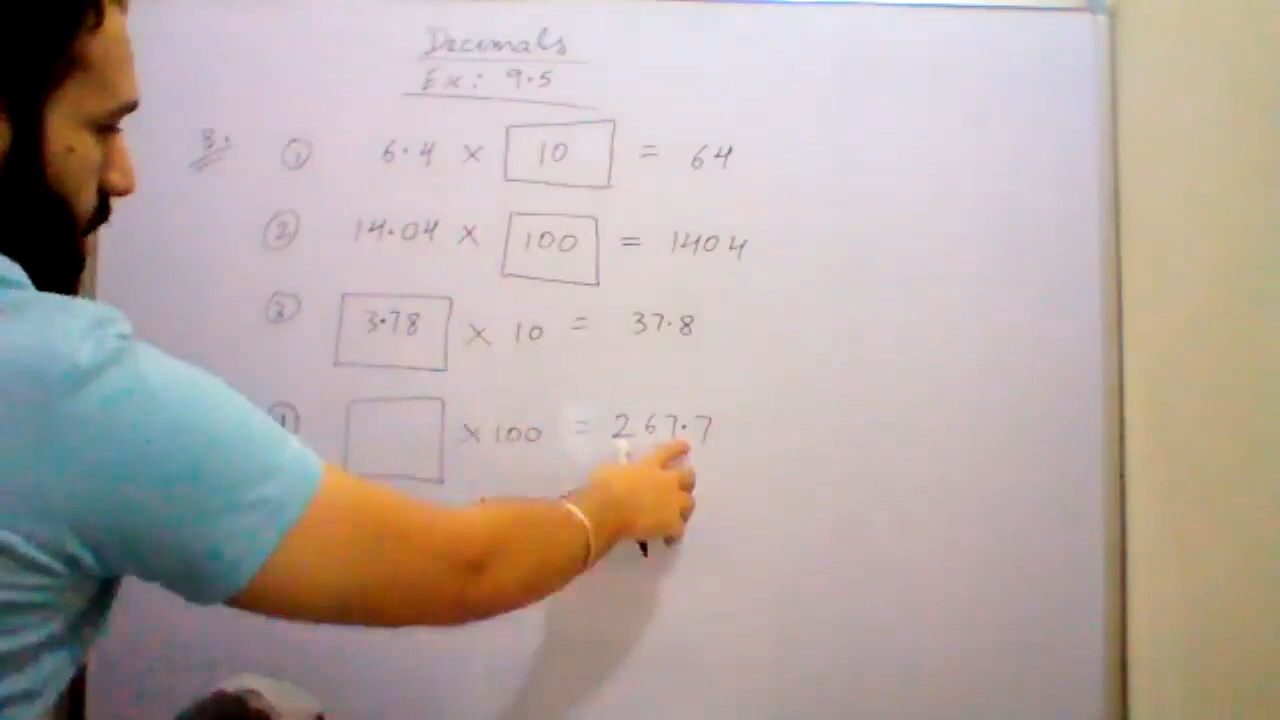 Decimals
Ex: 9.5
3. ① 6.4 × 10 = 64
② 14.04 × 100 = 1404
③ 3.78 × 10 = 37.8
× 100 = 267.7